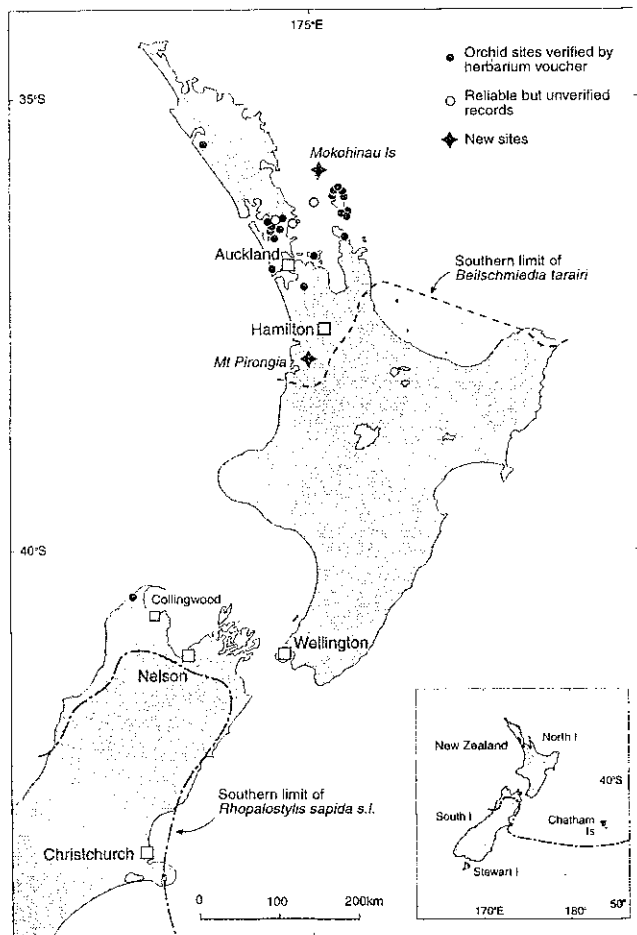 175°E
35°S
Orchid sites verified by
herbarium voucher
Reliable but unverified
records
New sites
Mokohinau Is
Auckland
Southern limit of
Beilschmiedia tarairi
Hamilton
Mt Pirongia
40°S
Collingwood
Wellington
Nelson
Southern limit of
Rhopalostylis sapida s.l.
Christchurch
0 100 200km
North I
New Zealand
40°S
South I
Chatham
Is
Stewart I
170°E 180° 50°